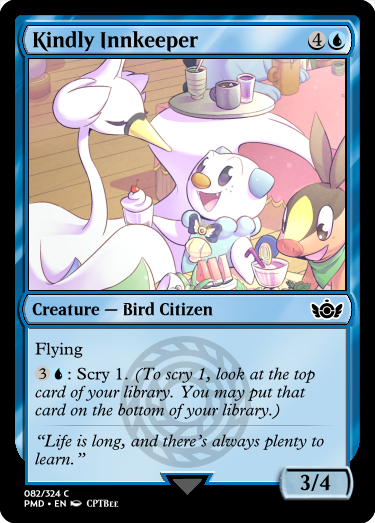 Kindly Innkeeper 4
Creature — Bird Citizen
Flying
3 : Scry 1. (To scry 1, look at the top
card of your library. You may put that
card on the bottom of your library.)
“Life is long, and there’s always plenty to
learn.”
3/4
082/324 C
PMD • EN CPTBee